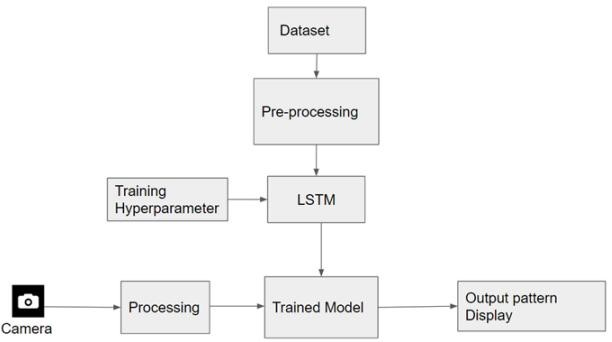 Dataset
Pre-processing
Training
Hyperparameter
LSTM
Camera
Processing
Trained Model
Output pattern
Display